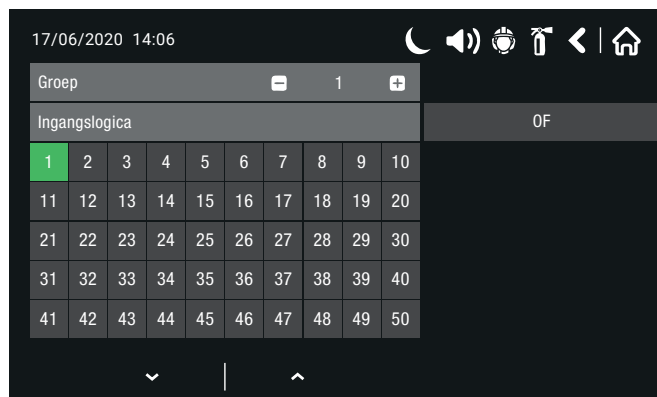 17/06/2020 14:06
Groep 1
Ingangslogica OF
1 2 3 4 5 6 7 8 9 10
11 12 13 14 15 16 17 18 19 20
21 22 23 24 25 26 27 28 29 30
31 32 33 34 35 36 37 38 39 40
41 42 43 44 45 46 47 48 49 50